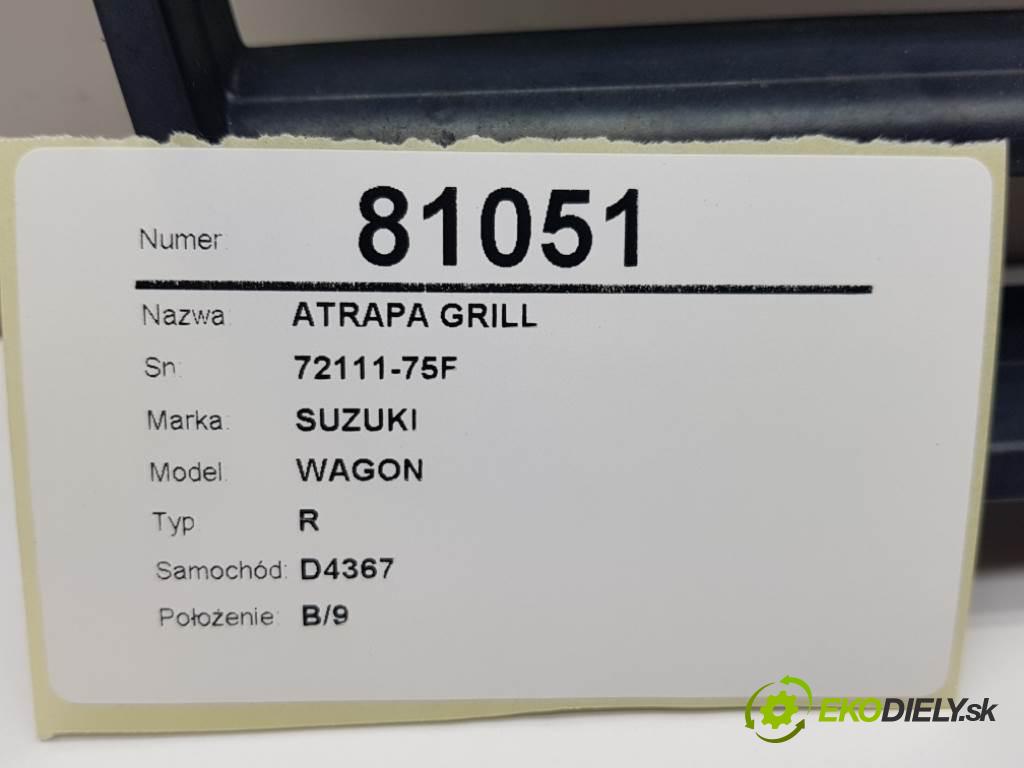 Numer: 81051
Nazwa: ATRAPA GRILL
Sn: 72111-75F
Marka: SUZUKI
Model: WAGON
Typ R
Samochód: D4367
Położenie: B/9
EKODIELY.sk